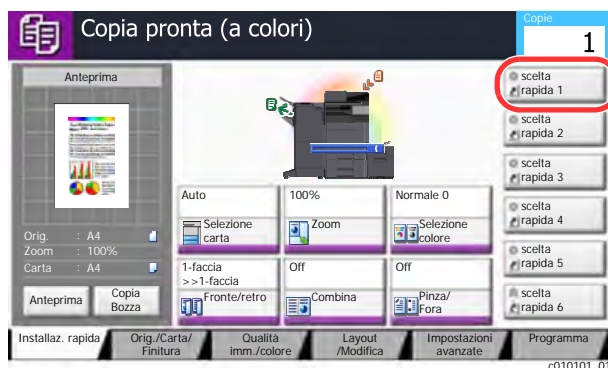 Copia pronta (a colori)
Copie
1
Anteprima
Orig. : A4
Zoom : 100%
Carta : A4
Anteprima
Copia
Bozza
Auto
Selezione
carta
100%
Zoom
Normale 0
Selezione
colore
1-faccia
>>1-faccia
Fronte/retro
Off
Combina
Off
Pinza/
Fora
scelta
rapida 1
scelta
rapida 2
scelta
rapida 3
scelta
rapida 4
scelta
rapida 5
scelta
rapida 6
Installaz. rapida
Orig./Carta/
Finitura
Qualità
imm./colore
Layout
/Modifica
Impostazioni
avanzate
Programma
c010101_01